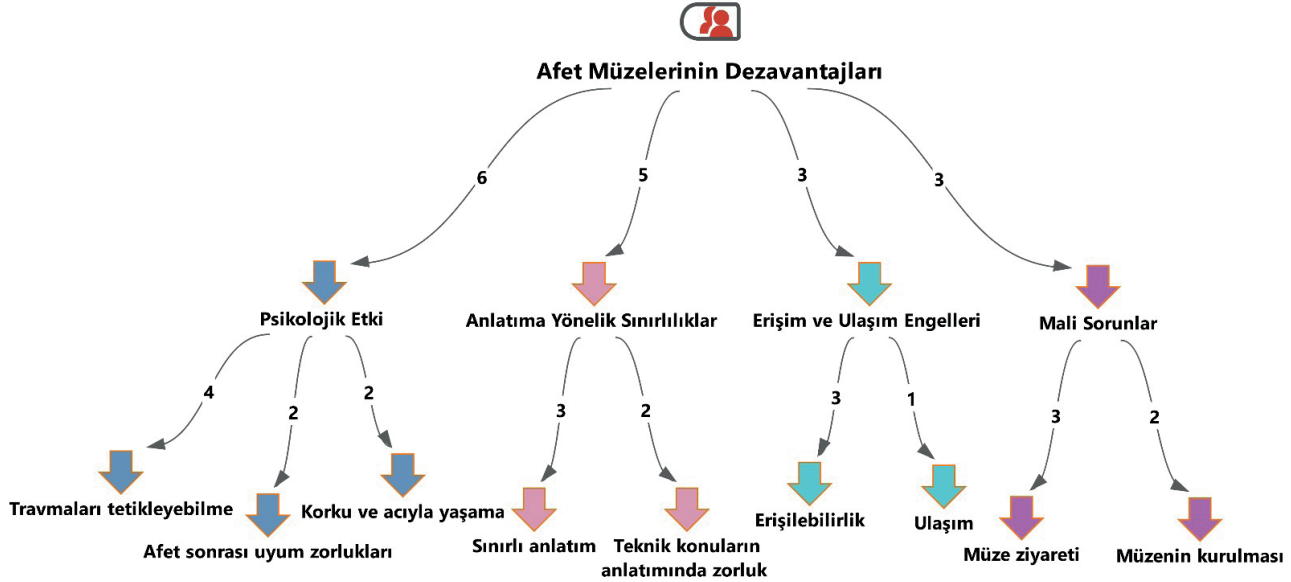 Afet Müzelerinin Dezavantajları
6
5
3
3
Psikolojik Etki
Anlatıma Yönelik Sınırlılıklar
Erişim ve Ulaşım Engelleri
Mali Sorunlar
4
2
2
3
2
3
1
3
2
Travmaları tetikleyebilme
Afet sonrası uyum zorlukları
Korku ve acıyla yaşama
Sınırlı anlatım
Teknik konuların
anlatımında zorluk
Erişilebilirlik
Ulaşım
Müze ziyareti
Müzenin kurulması